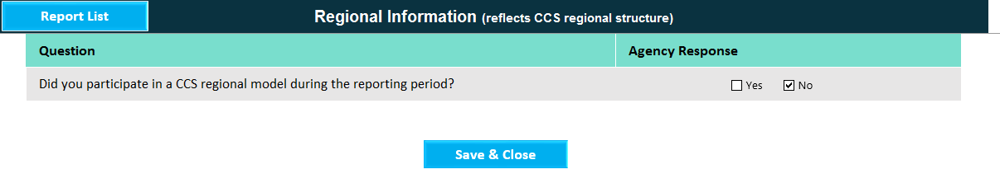 Report List
Regional Information (reflects CCS regional structure)
Question Agency Response
Did you participate in a CCS regional model during the reporting period? Yes No
Save & Close